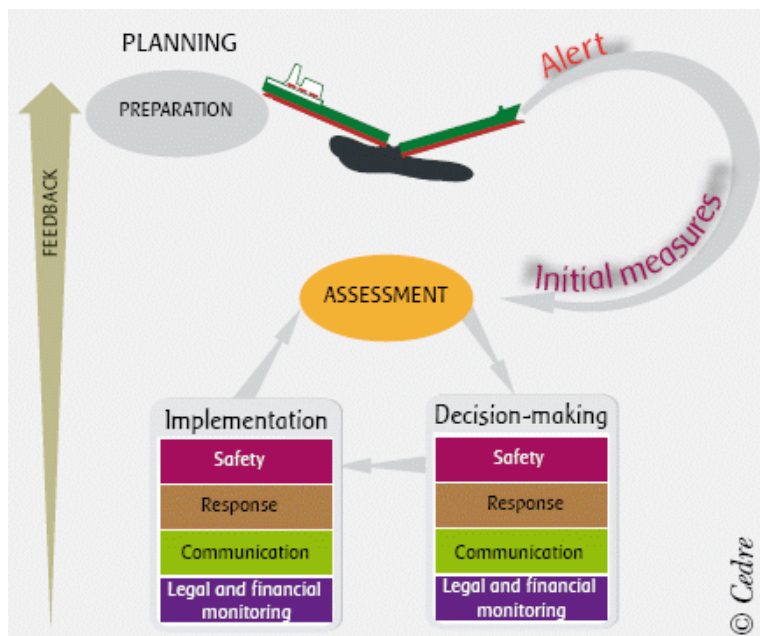 PLANNING
PREPARATION
Alert
FEEDBACK
Initial measures
ASSESSMENT
Implementation
Safety
Response
Communication
Legal and financial
monitoring
Decision-making
Safety
Response
Communication
Legal and financial
monitoring
© Cedre